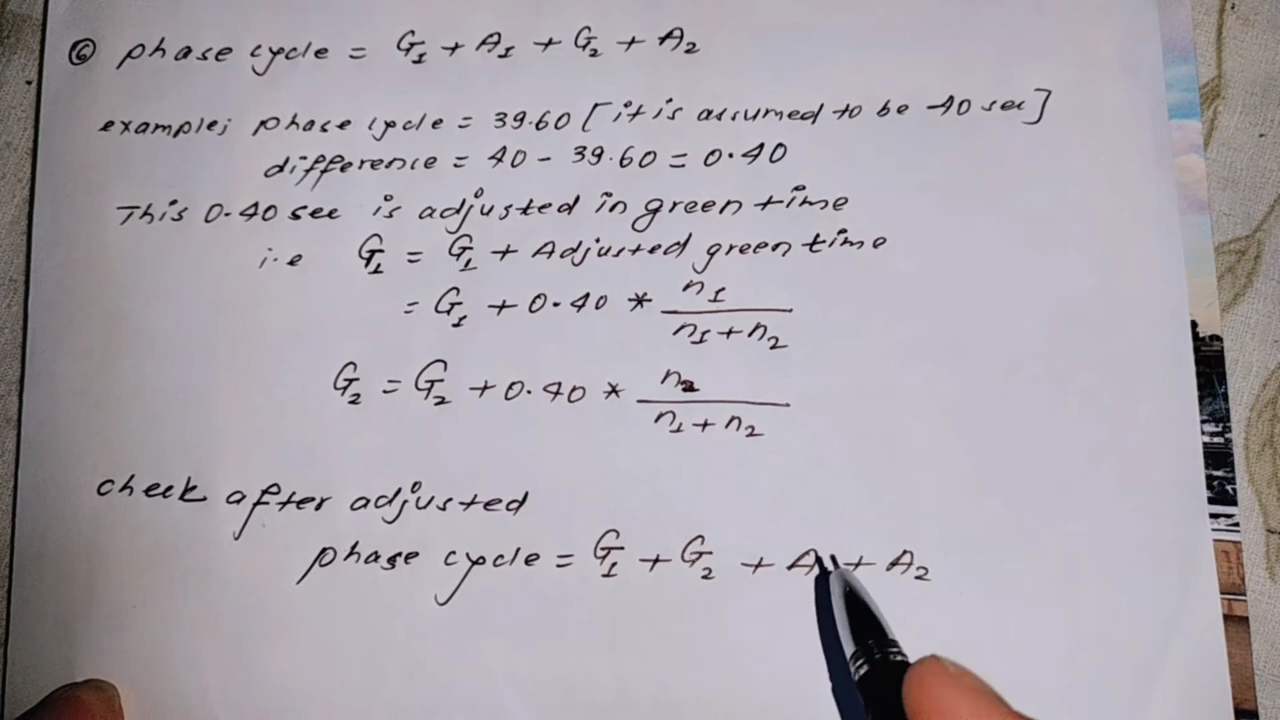 ⑥ phase cycle = G₁ + A₁ + G₂ + A₂
example; phase cycle = 39.60 [it is assumed to be 40 sec]
difference = 40 - 39.60 = 0.40
This 0.40 see is adjusted in green time
i.e G₁ = G₁ + Adjusted green time
= G₁ + 0.40 * n₁ / (n₁ + n₂)
G₂ = G₂ + 0.40 * n₂ / (n₁ + n₂)
check after adjusted
phase cycle = G₁ + G₂ + A + A₂